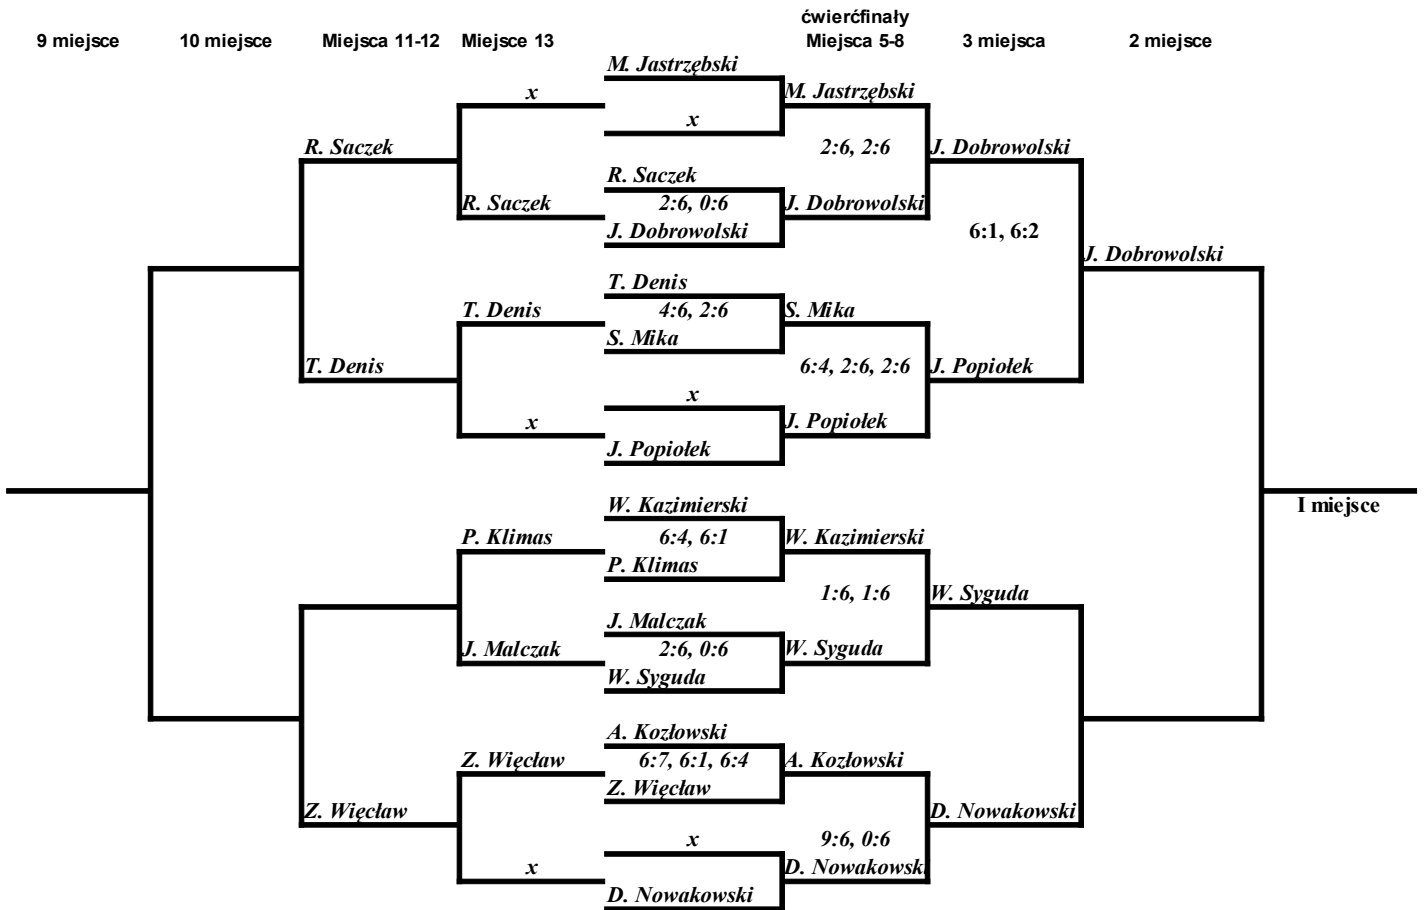 ćwierćfinały
9 miejsce 10 miejsce Miejsca 11-12 Miejsce 13 Miejsca 5-8 3 miejsca 2 miejsce
M. Jastrzębski
x M. Jastrzębski
x
R. Saczek 2:6, 2:6 J. Dobrowolski
R. Saczek
R. Saczek 2:6, 0:6 J. Dobrowolski
J. Dobrowolski 6:1, 6:2
J. Dobrowolski
T. Denis
T. Denis 4:6, 2:6 S. Mika
S. Mika
T. Denis 6:4, 2:6, 2:6 J. Popiołek
x
x J. Popiołek
J. Popiołek
W. Kazimierski I miejsce
P. Klimas 6:4, 6:1 W. Kazimierski
P. Klimas
1:6, 1:6 W. Syguda
J. Malczak
J. Malczak 2:6, 0:6 W. Syguda
W. Syguda
A. Kozłowski
Z. Więcław 6:7, 6:1, 6:4 A. Kozłowski
Z. Więcław
Z. Więcław D. Nowakowski
x 9:6, 0:6
x D. Nowakowski
D. Nowakowski